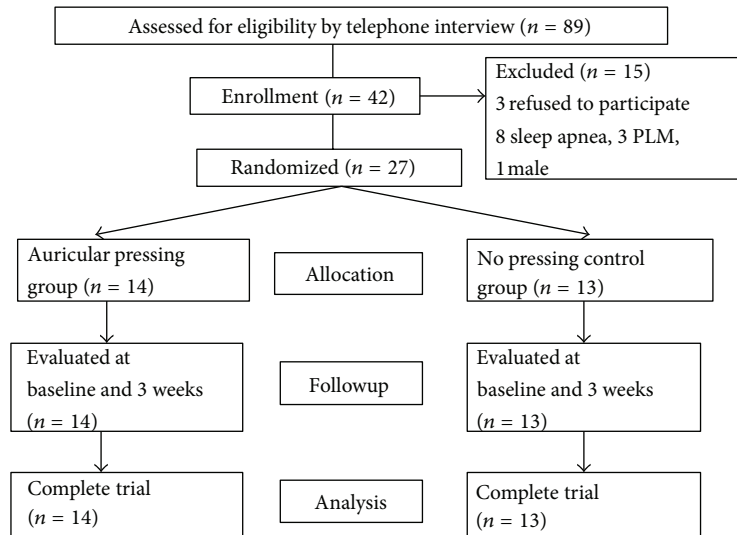 Assessed for eligibility by telephone interview (n = 89)
Enrollment (n = 42)
Excluded (n = 15)
3 refused to participate
8 sleep apnea, 3 PLM,
1 male
Randomized (n = 27)
Auricular pressing
group (n = 14)
Allocation
No pressing control
group (n = 13)
Evaluated at
baseline and 3 weeks
(n = 14)
Followup
Evaluated at
baseline and 3 weeks
(n = 13)
Complete trial
(n = 14)
Analysis
Complete trial
(n = 13)